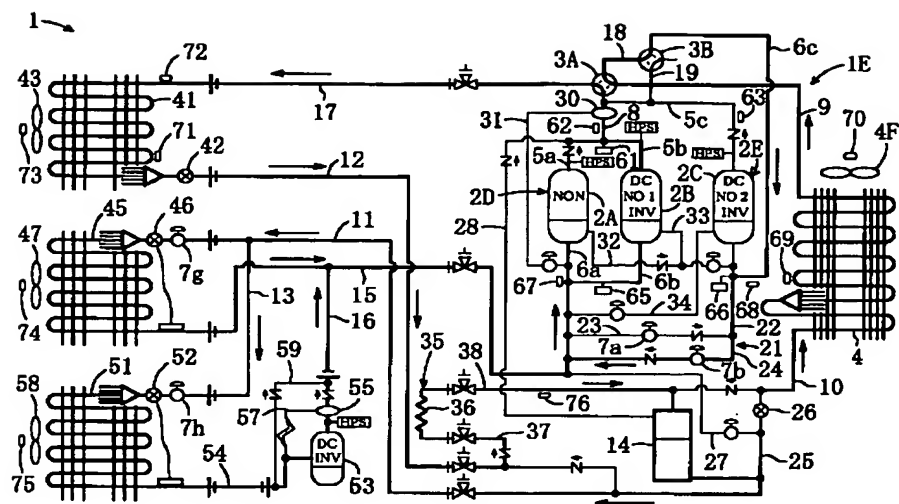 1
72
18
3A
3B
6c
43
19
1E
41
17
30
31
8
5c
63
9
70
4F
62
HPS
71
42
61
5b
HPS
2E
12
5a
HPS
2C
73
2D
NON
DC
NO 1
INV
DC
NO 2
INV
45
46
11
2A
2B
33
47
28
32
69
7g
6a
6b
15
67
65
66
68
13
34
74
16
23
22
35
7a
21
4
51
52
59
38
7b
24
10
58
55
57
HPS
76
26
36
7h
DC
INV
37
14
27
54
25
75
53